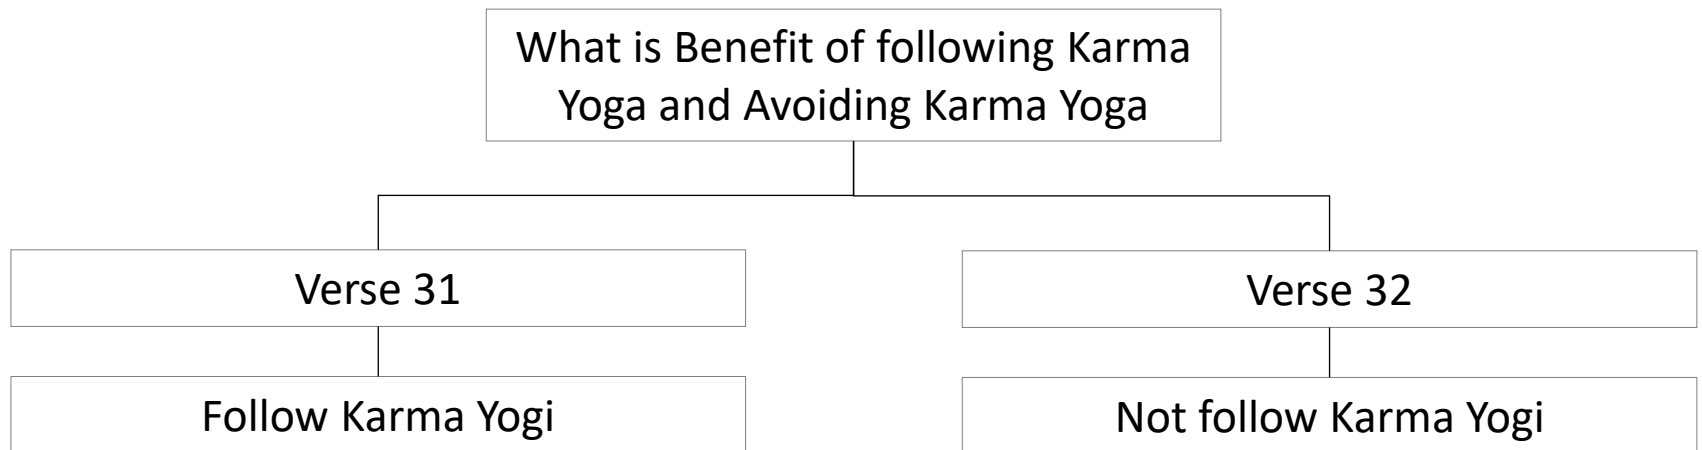 What is Benefit of following Karma
Yoga and Avoiding Karma Yoga
Verse 31
Verse 32
Follow Karma Yogi
Not follow Karma Yogi